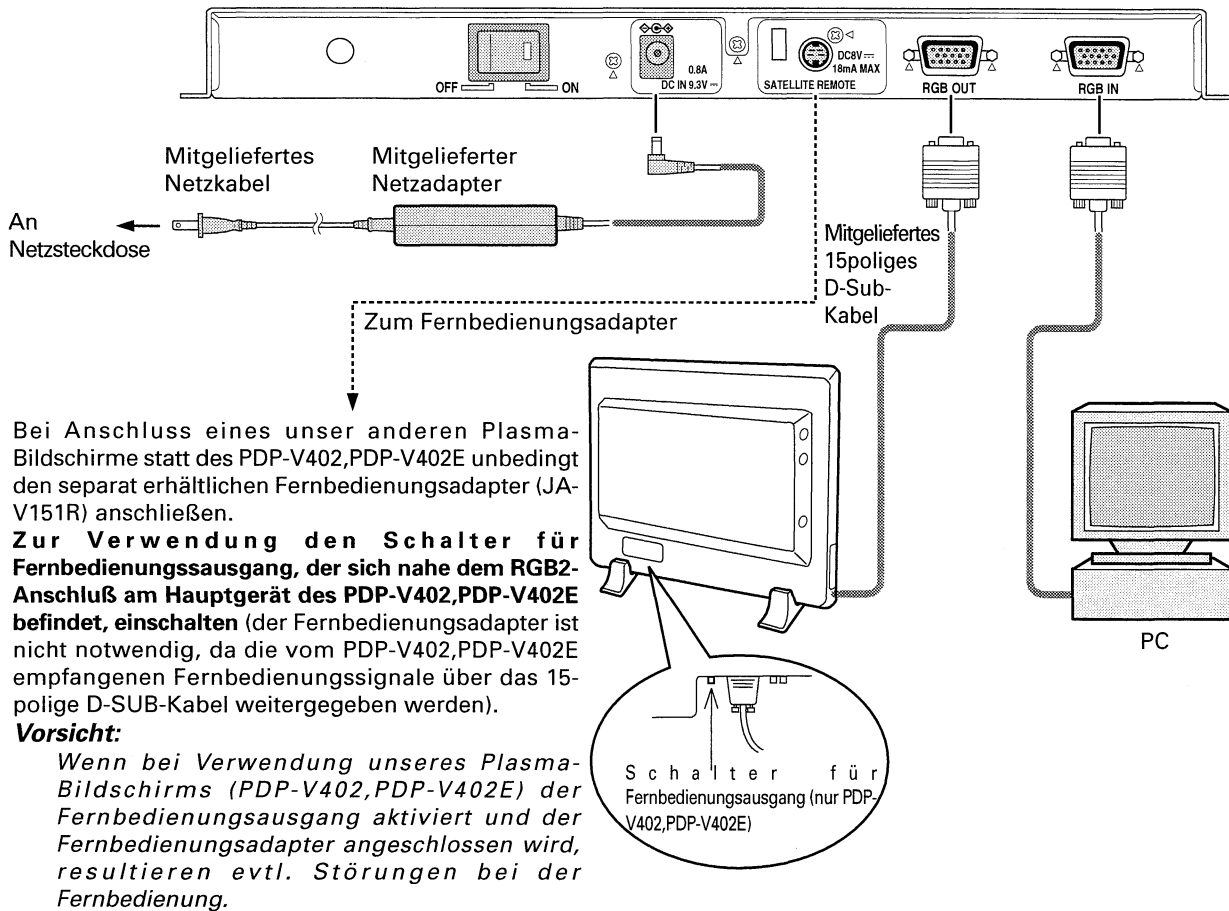 OFF
ON
0.8A
DC IN 9.3V
DC8V
18mA MAX
SATELLITE REMOTE
RGB OUT
RGB IN
Mitgeliefertes
Netzkabel
Mitgelieferter
Netzadapter
An
Netzsteckdose
Mitgeliefertes
15poliges
D-Sub-
Kabel
Zum Fernbedienungsadapter
Bei Anschluss eines unser anderen Plasma-
Bildschirme statt des PDP-V402,PDP-V402E unbedingt
den separat erhältlichen Fernbedienungsadapter (JA-
V151R) anschließen.
Zur Verwendung den Schalter für
Fernbedienungssausgang, der sich nahe dem RGB2-
Anschluß am Hauptgerät des PDP-V402,PDP-V402E
befindet, einschalten (der Fernbedienungsadapter ist
nicht notwendig, da die vom PDP-V402,PDP-V402E
empfangenen Fernbedienungssignale über das 15-
polige D-SUB-Kabel weitergegeben werden).
Vorsicht:
Wenn bei Verwendung unseres Plasma-
Bildschirms (PDP-V402,PDP-V402E) der
Fernbedienungsausgang aktiviert und der
Fernbedienungsadapter angeschlossen wird,
resultieren evtl. Störungen bei der
Fernbedienung.
PC
Schalter für
Fernbedienungsausgang (nur PDP-
V402,PDP-V402E)